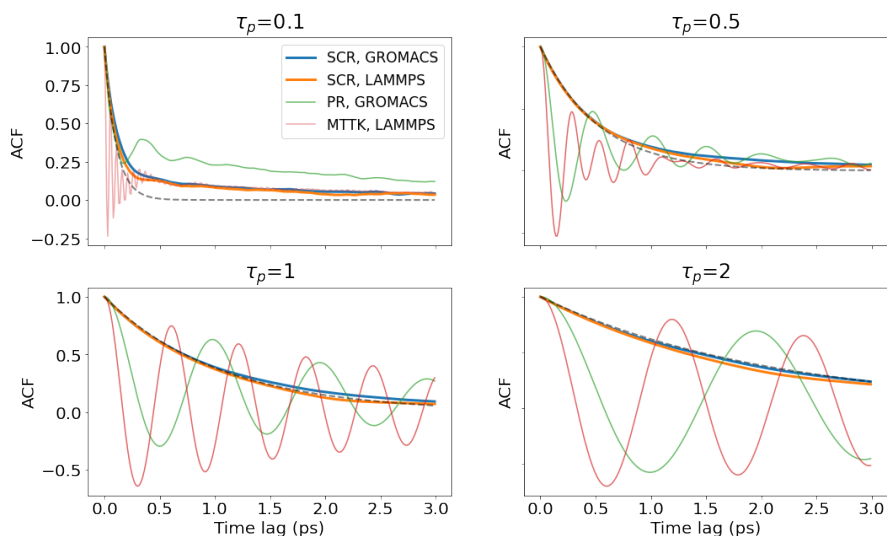 τp=0.1
τp=0.5
ACF
1.00
0.75
0.50
0.25
0.00
−0.25
SCR, GROMACS
SCR, LAMMPS
PR, GROMACS
MTTK, LAMMPS
ACF
τp=1
τp=2
ACF
1.0
0.5
0.0
−0.5
ACF
0.0 0.5 1.0 1.5 2.0 2.5 3.0
Time lag (ps)
0.0 0.5 1.0 1.5 2.0 2.5 3.0
Time lag (ps)